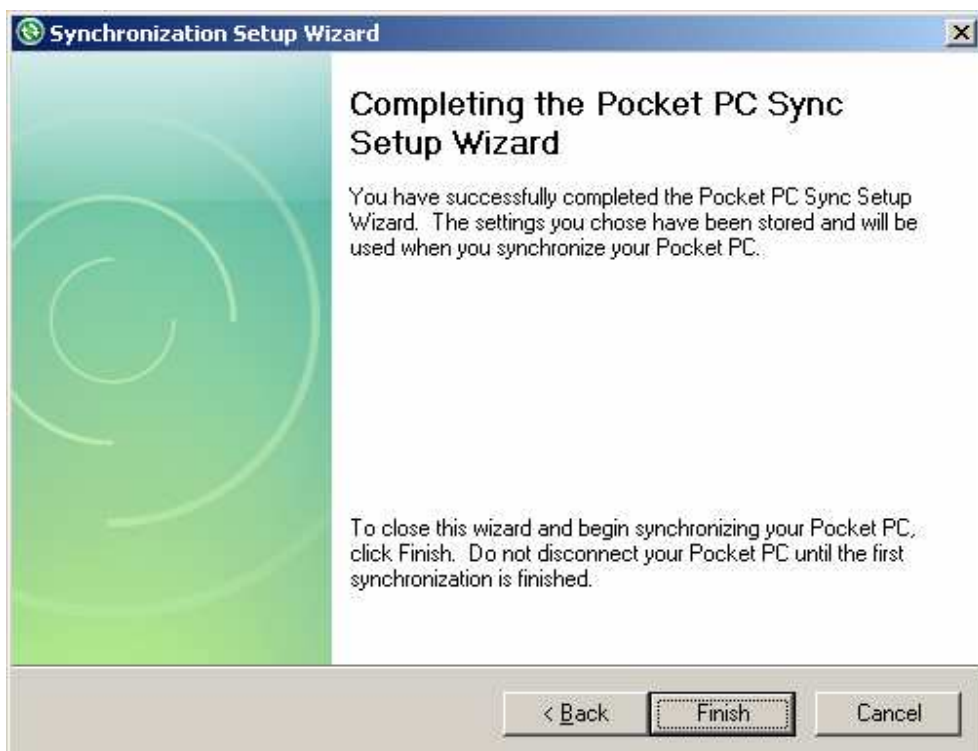 Synchronization Setup Wizard
Completing the Pocket PC Sync
Setup Wizard
You have successfully completed the Pocket PC Sync Setup
Wizard. The settings you chose have been stored and will be
used when you synchronize your Pocket PC.
To close this wizard and begin synchronizing your Pocket PC,
click Finish. Do not disconnect your Pocket PC until the first
synchronization is finished.
< Back Finish Cancel